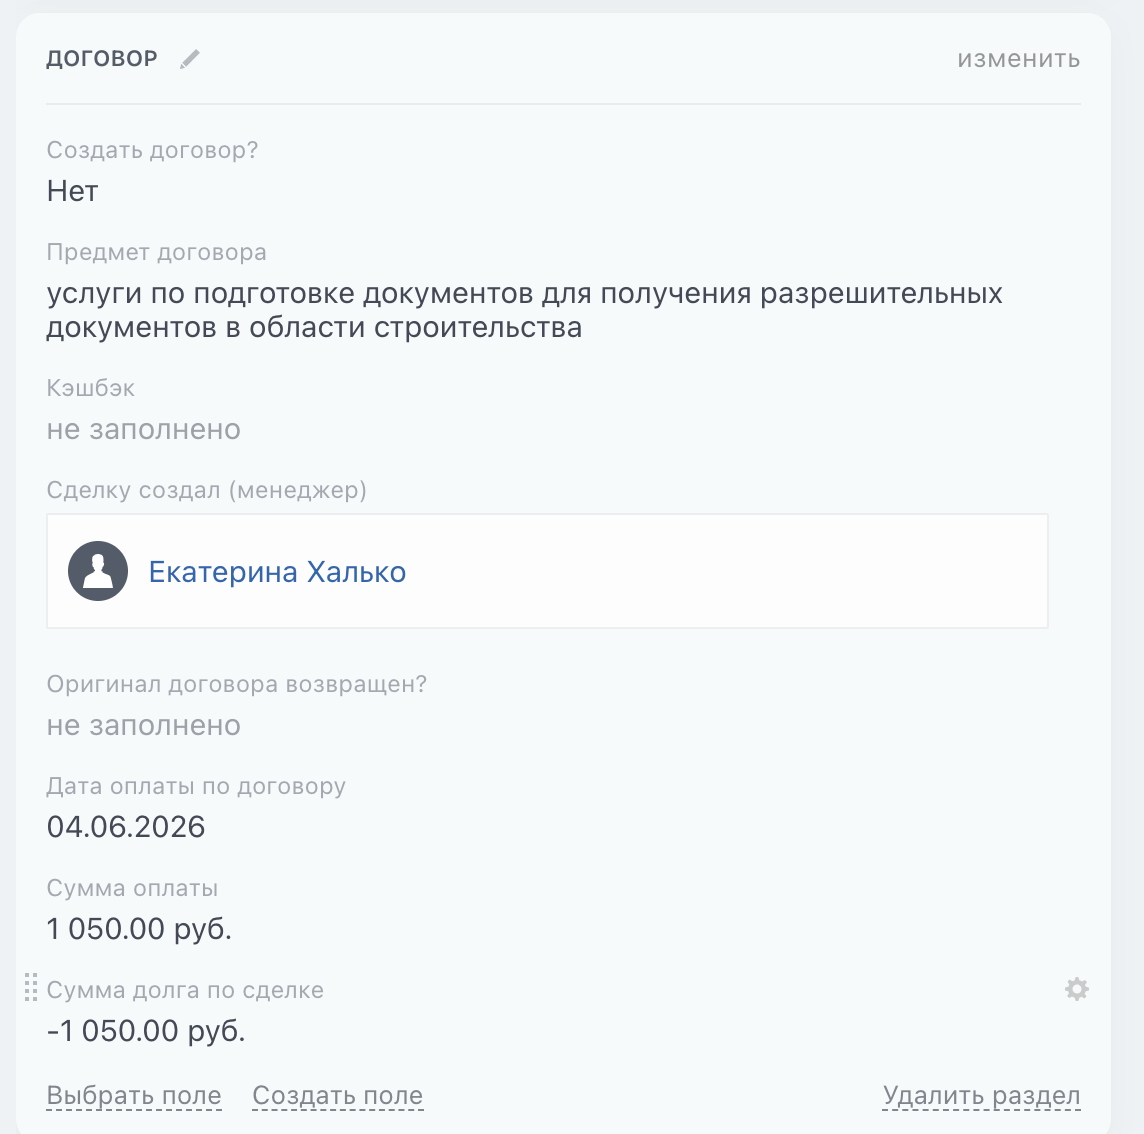 ДОГОВОР
изменить
Создать договор?
Нет
Предмет договора
услуги по подготовке документов для получения разрешительных
документов в области строительства
Кэшбэк
не заполнено
Сделку создал (менеджер)
Екатерина Халько
Оригинал договора возвращен?
не заполнено
Дата оплаты по договору
04.06.2026
Сумма оплаты
1 050.00 руб.
Сумма долга по сделке
-1 050.00 руб.
Выбрать поле Создать поле Удалить раздел